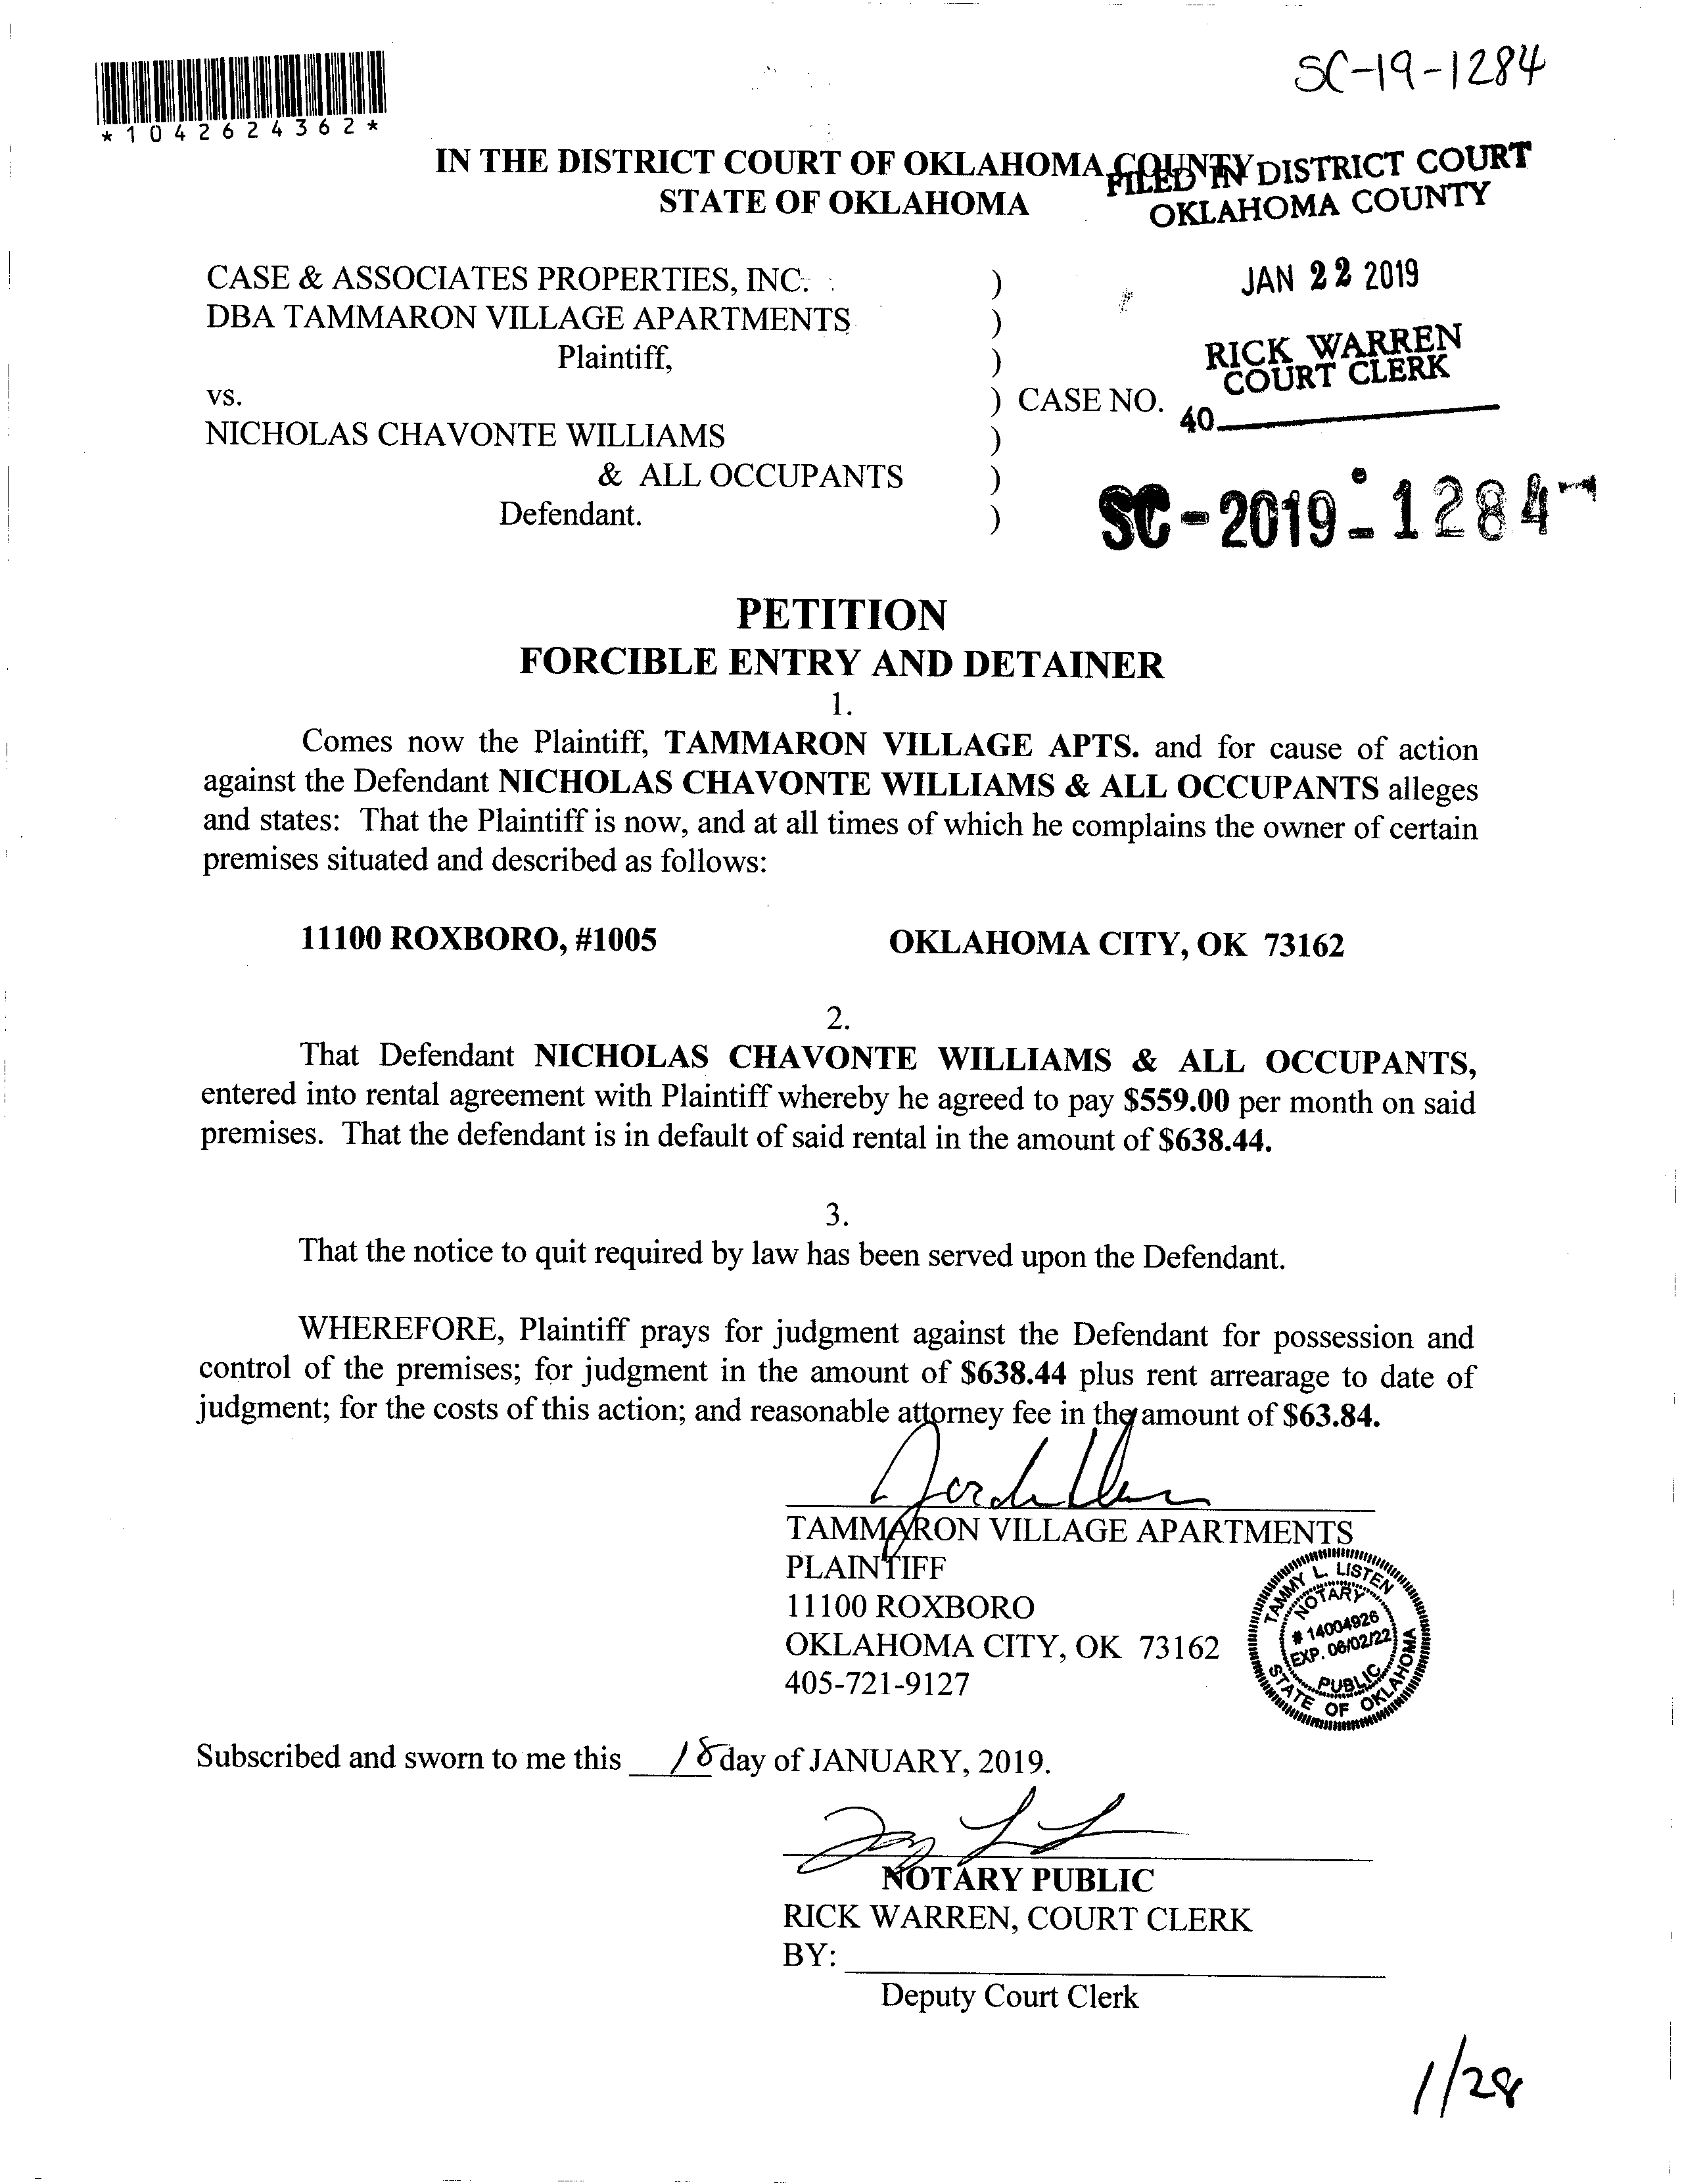 SC-19-1284
*1042624362*
IN THE DISTRICT COURT OF OKLAHOMA COUNTY
STATE OF OKLAHOMA
FILED IN DISTRICT COURT
OKLAHOMA COUNTY
JAN 22 2019
RICK WARREN
COURT CLERK
40
CASE & ASSOCIATES PROPERTIES, INC. )
DBA TAMMARON VILLAGE APARTMENTS )
Plaintiff, )
vs. ) CASE NO.
NICHOLAS CHAVONTE WILLIAMS )
& ALL OCCUPANTS )
Defendant. )
SC-2019-1284
PETITION
FORCIBLE ENTRY AND DETAINER
1.
Comes now the Plaintiff, TAMMARON VILLAGE APTS. and for cause of action
against the Defendant NICHOLAS CHAVONTE WILLIAMS & ALL OCCUPANTS alleges
and states: That the Plaintiff is now, and at all times of which he complains the owner of certain
premises situated and described as follows:
11100 ROXBORO, #1005 OKLAHOMA CITY, OK 73162
2.
That Defendant NICHOLAS CHAVONTE WILLIAMS & ALL OCCUPANTS,
entered into rental agreement with Plaintiff whereby he agreed to pay $559.00 per month on said
premises. That the defendant is in default of said rental in the amount of $638.44.
3.
That the notice to quit required by law has been served upon the Defendant.
WHEREFORE, Plaintiff prays for judgment against the Defendant for possession and
control of the premises; for judgment in the amount of $638.44 plus rent arrearage to date of
judgment; for the costs of this action; and reasonable attorney fee in the amount of $63.84.
TAMMARON VILLAGE APARTMENTS
PLAINTIFF
11100 ROXBORO
OKLAHOMA CITY, OK 73162
405-721-9127
TAMMY L. LISTEN
NOTARY
# 14004926
EXP. 06/02/22
PUBLIC
STATE OF OKLAHOMA
Subscribed and sworn to me this 18 day of JANUARY, 2019.
NOTARY PUBLIC
RICK WARREN, COURT CLERK
BY:
Deputy Court Clerk
1/28